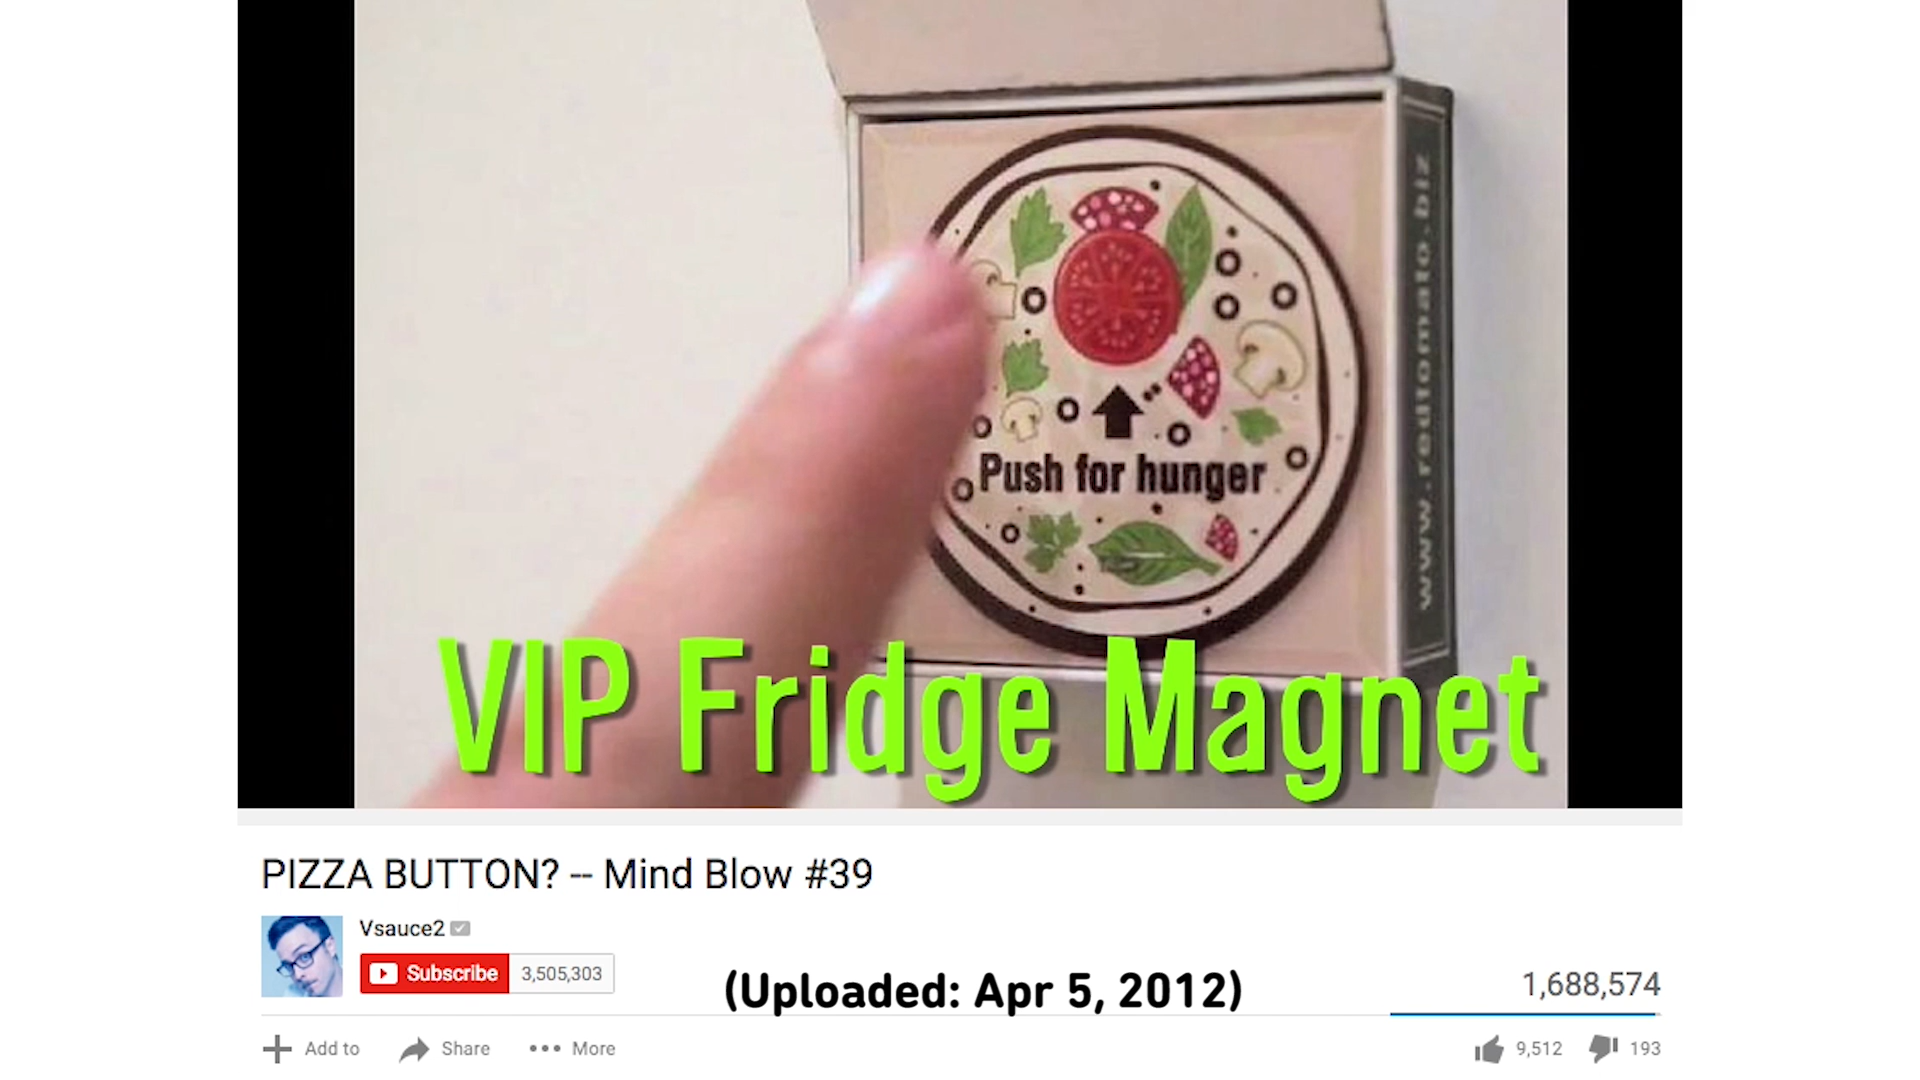 www.redtomato.biz
Push for hunger
VIP Fridge Magnet
PIZZA BUTTON? -- Mind Blow #39
Vsauce2
Subscribe 3,505,303
(Uploaded: Apr 5, 2012)
1,688,574
Add to Share More
9,512 193